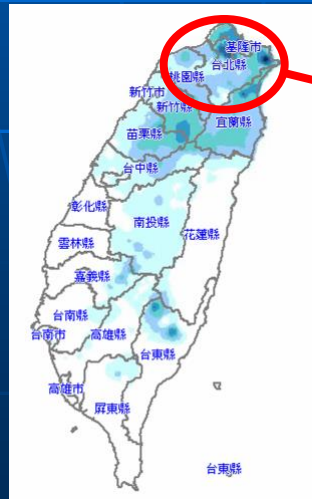 基隆市
台北縣
桃園縣
新竹市
新竹縣
宜蘭縣
苗栗縣
台中縣
彰化縣
南投縣
花蓮縣
雲林縣
嘉義縣
台南縣
台南市
高雄縣
台東縣
高雄市
屏東縣
台東縣